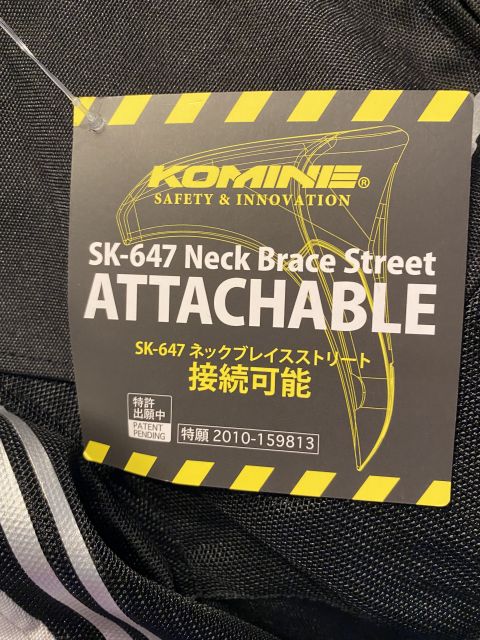 KOMINE®
SAFETY & INNOVATION
SK-647 Neck Brace Street
ATTACHABLE
SK-647 ネックブレイスストリート
接続可能
特許
出願中
PATENT
PENDING
特願 2010-159813